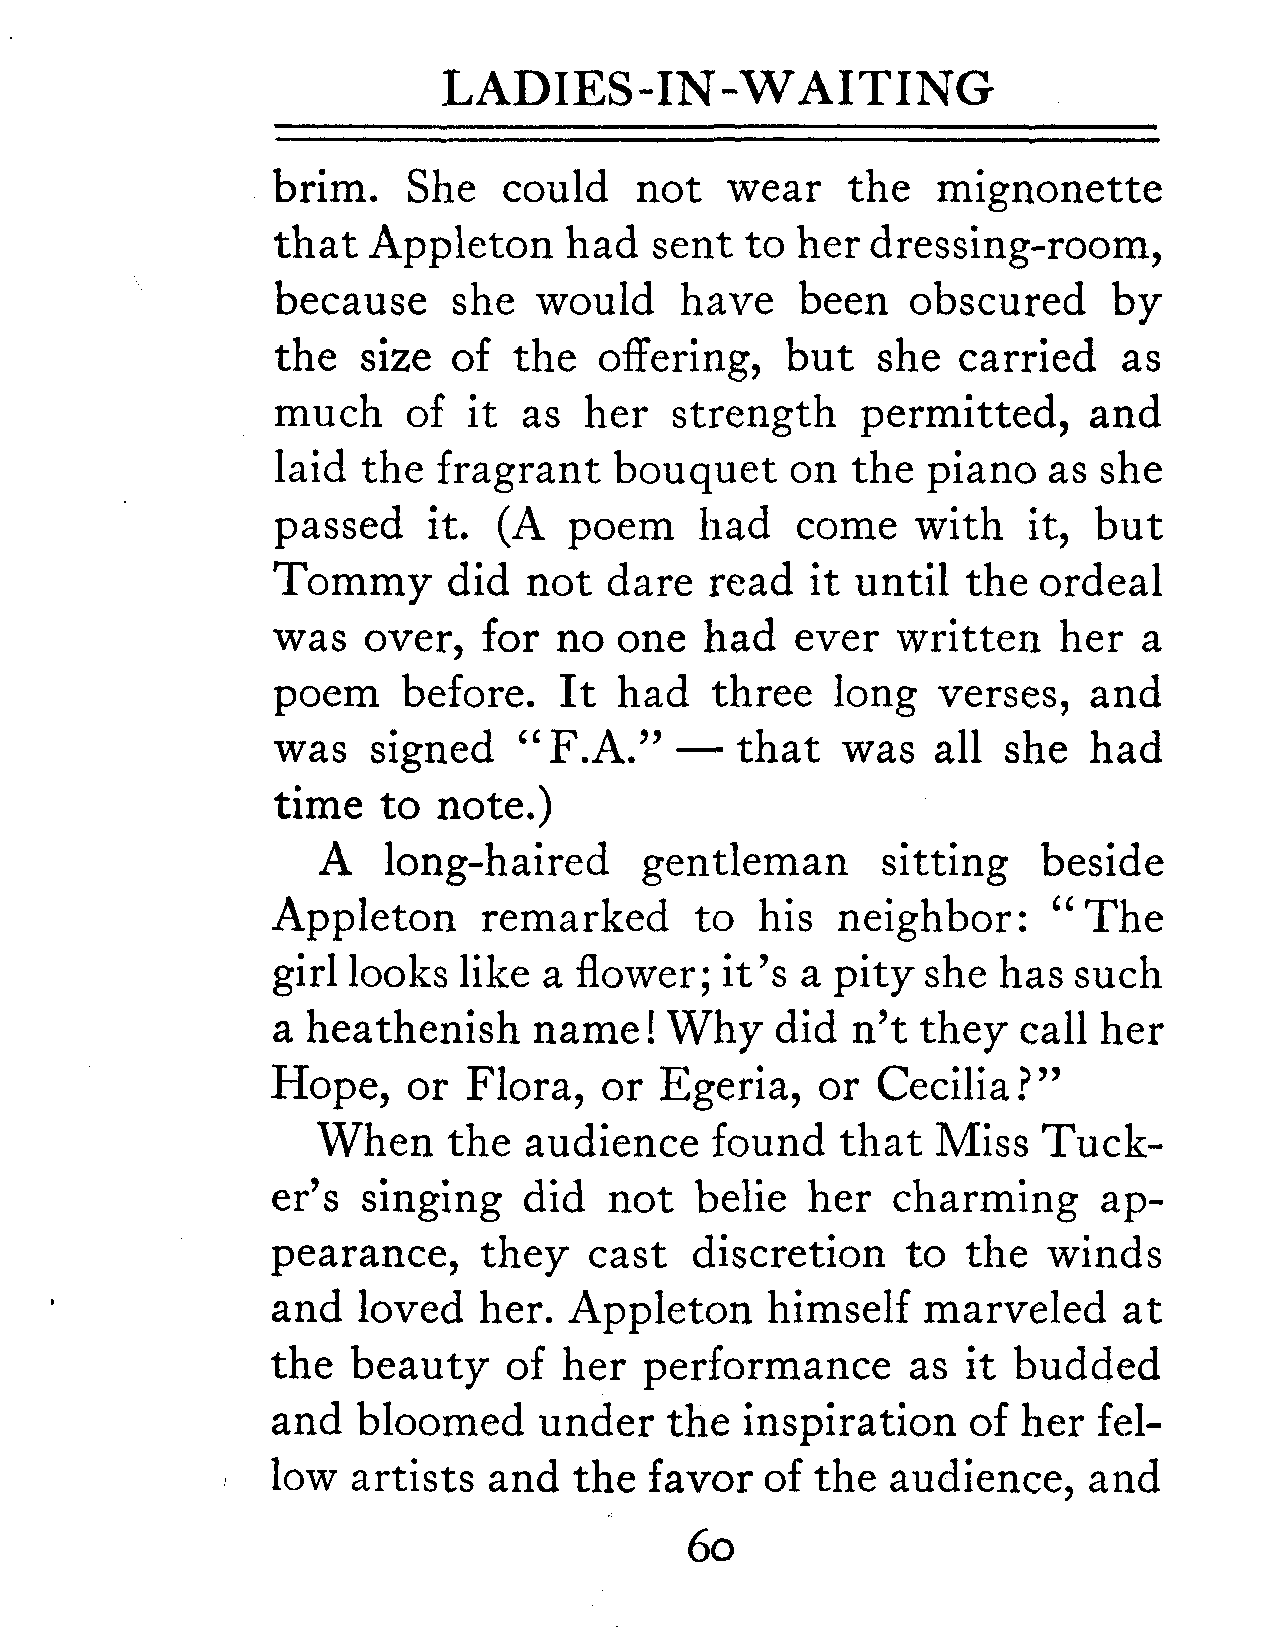 LADIES-IN-WAITING
brim. She could not wear the mignonette
that Appleton had sent to her dressing-room,
because she would have been obscured by
the size of the offering, but she carried as
much of it as her strength permitted, and
laid the fragrant bouquet on the piano as she
passed it. (A poem had come with it, but
Tommy did not dare read it until the ordeal
was over, for no one had ever written her a
poem before. It had three long verses, and
was signed “F.A.” — that was all she had
time to note.)
A long-haired gentleman sitting beside
Appleton remarked to his neighbor: “The
girl looks like a flower; it's a pity she has such
a heathenish name! Why did n't they call her
Hope, or Flora, or Egeria, or Cecilia?”
When the audience found that Miss Tuck-
er's singing did not belie her charming ap-
pearance, they cast discretion to the winds
and loved her. Appleton himself marveled at
the beauty of her performance as it budded
and bloomed under the inspiration of her fel-
low artists and the favor of the audience, and
60